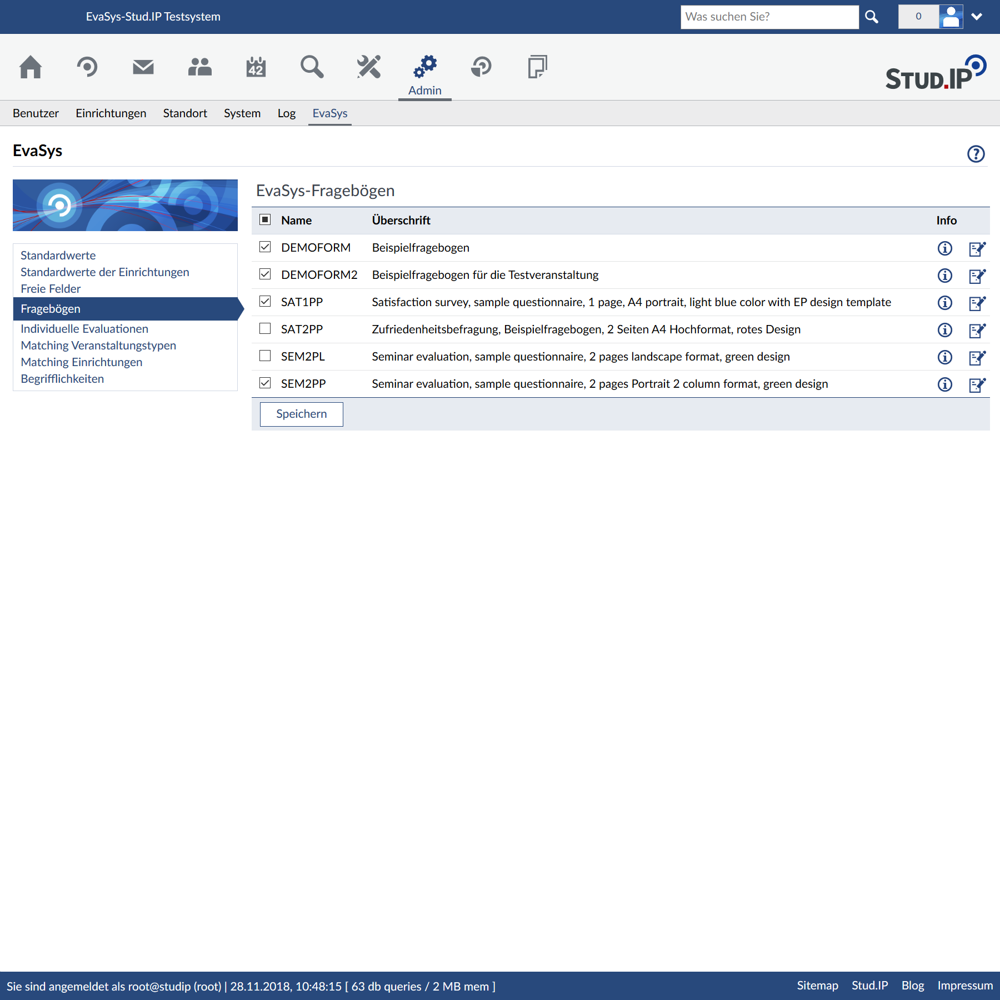 EvaSys-Stud.IP Testsystem
Was suchen Sie?
0
42
Admin
STUD.IP
Benutzer Einrichtungen Standort System Log EvaSys
EvaSys
?
EvaSys-Fragebögen
Name Überschrift Info
DEMOFORM Beispielfragebogen
DEMOFORM2 Beispielfragebogen für die Testveranstaltung
SAT1PP Satisfaction survey, sample questionnaire, 1 page, A4 portrait, light blue color with EP design template
SAT2PP Zufriedenheitsbefragung, Beispielfragebogen, 2 Seiten A4 Hochformat, rotes Design
SEM2PL Seminar evaluation, sample questionnaire, 2 pages landscape format, green design
SEM2PP Seminar evaluation, sample questionnaire, 2 pages Portrait 2 column format, green design
Speichern
Standardwerte
Standardwerte der Einrichtungen
Freie Felder
Fragebögen
Individuelle Evaluationen
Matching Veranstaltungstypen
Matching Einrichtungen
Begrifflichkeiten
Sie sind angemeldet als root@studip (root) | 28.11.2018, 10:48:15 [ 63 db queries / 2 MB mem ]
Sitemap Stud.IP Blog Impressum